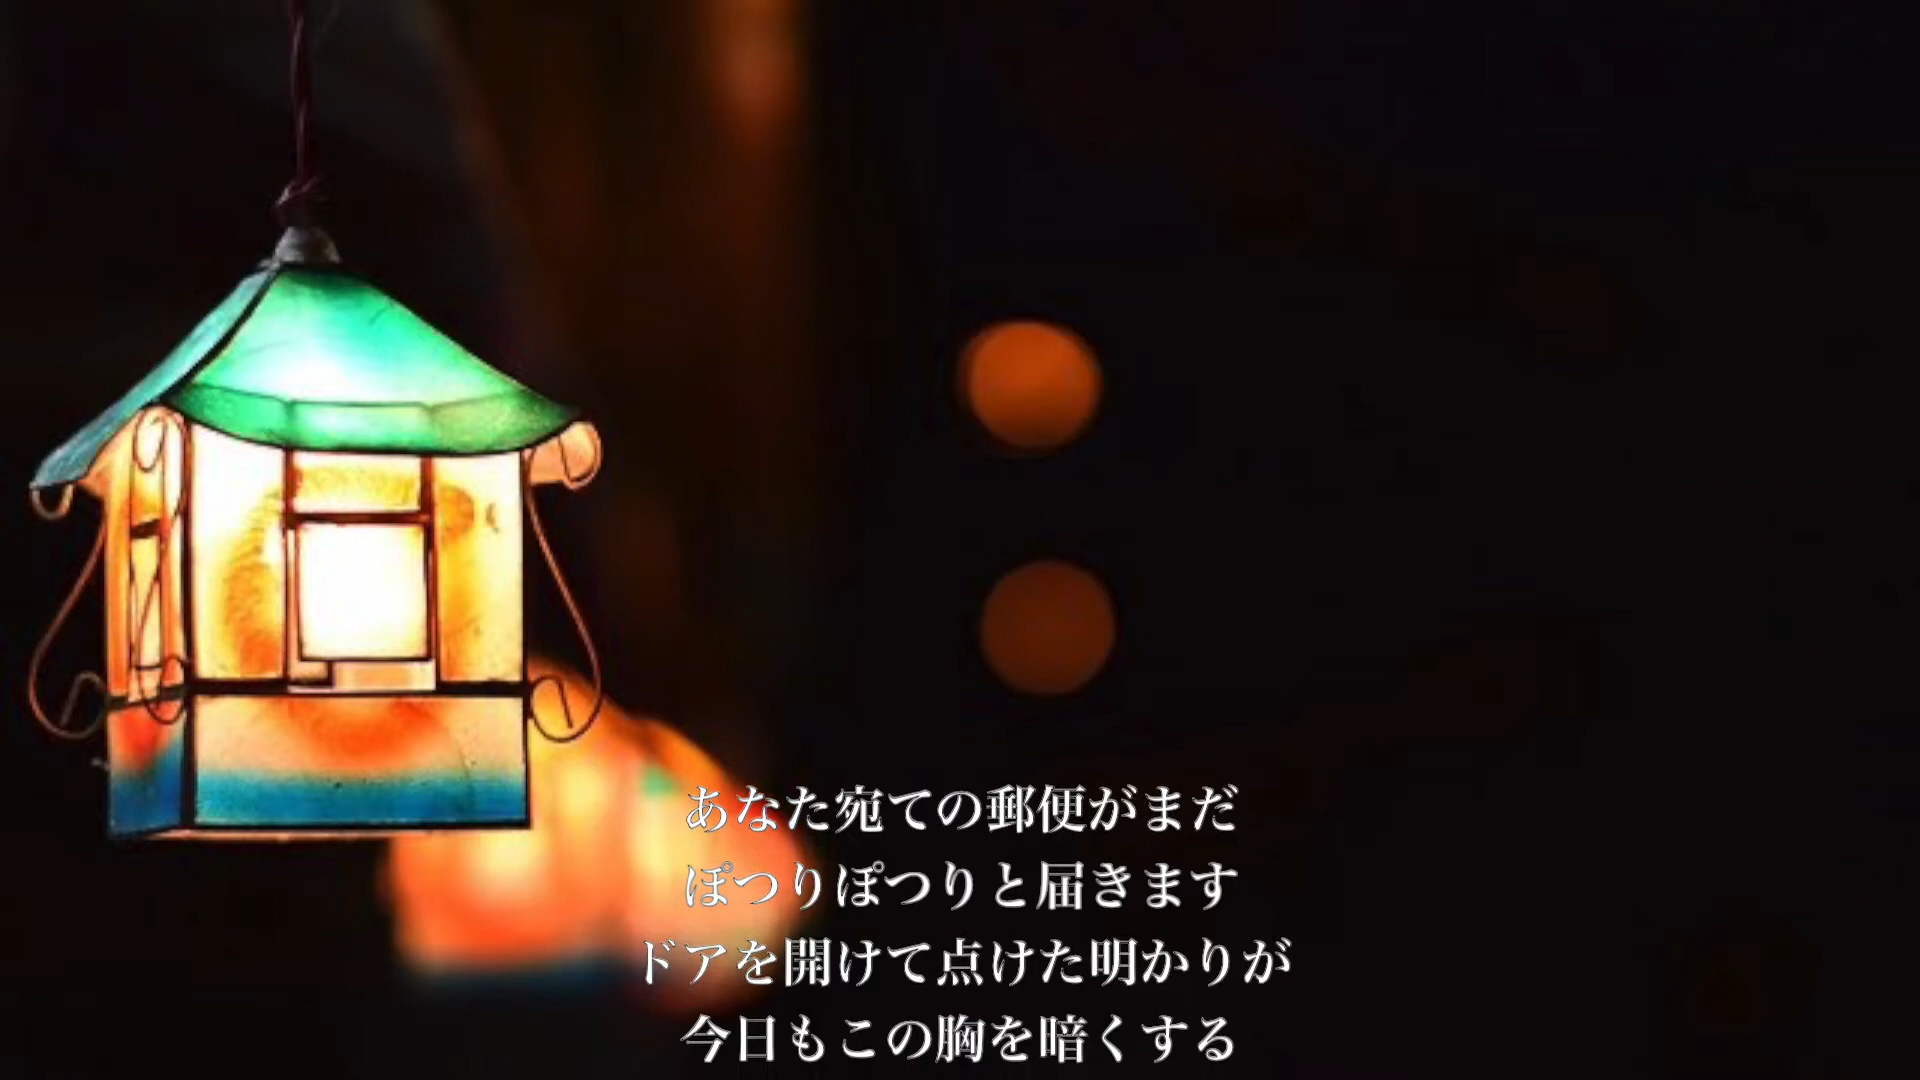 あなた宛ての郵便がまだ
ぽつりぽつりと届きます
ドアを開けて点けた明かりが
今日もこの胸を暗くする